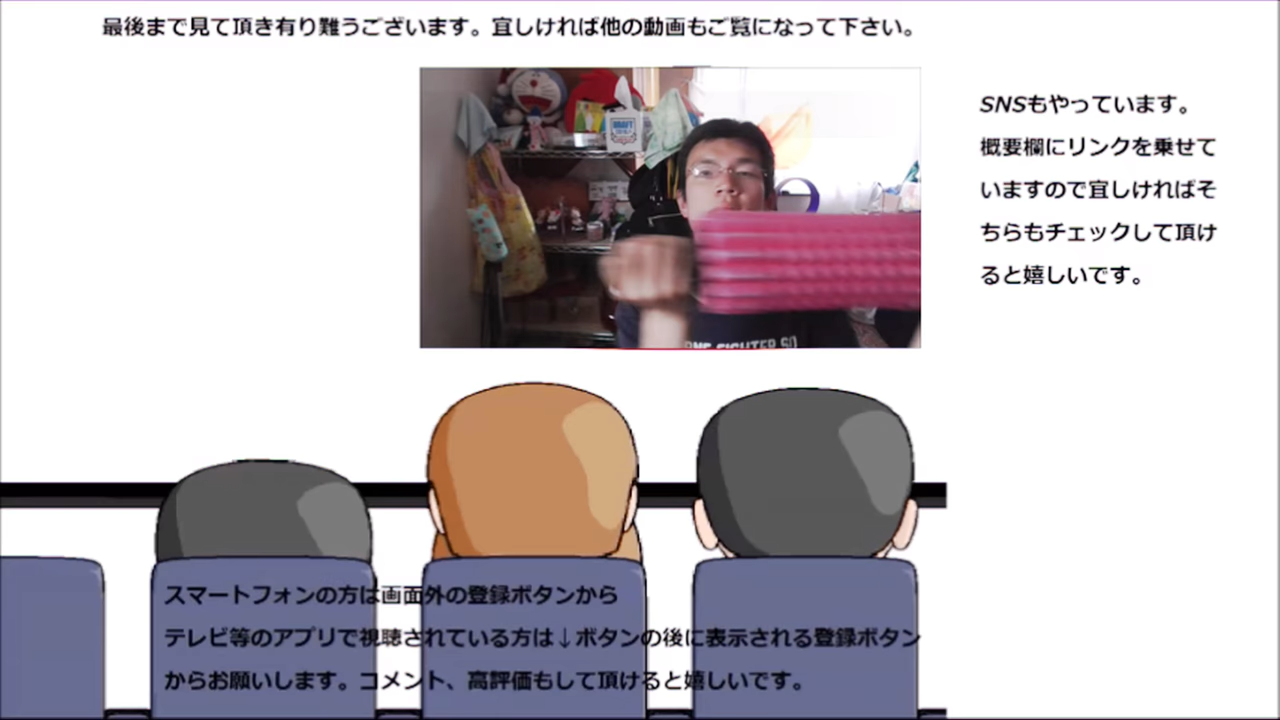 最後まで見て頂き有り難うございます。宜しければ他の動画もご覧になって下さい。
SNSもやっています。
概要欄にリンクを乗せて
いますので宜しければそ
ちらもチェックして頂け
ると嬉しいです。
スマートフォンの方は画面外の登録ボタンから
テレビ等のアプリで視聴されている方は↓ボタンの後に表示される登録ボタン
からお願いします。コメント、高評価もして頂けると嬉しいです。